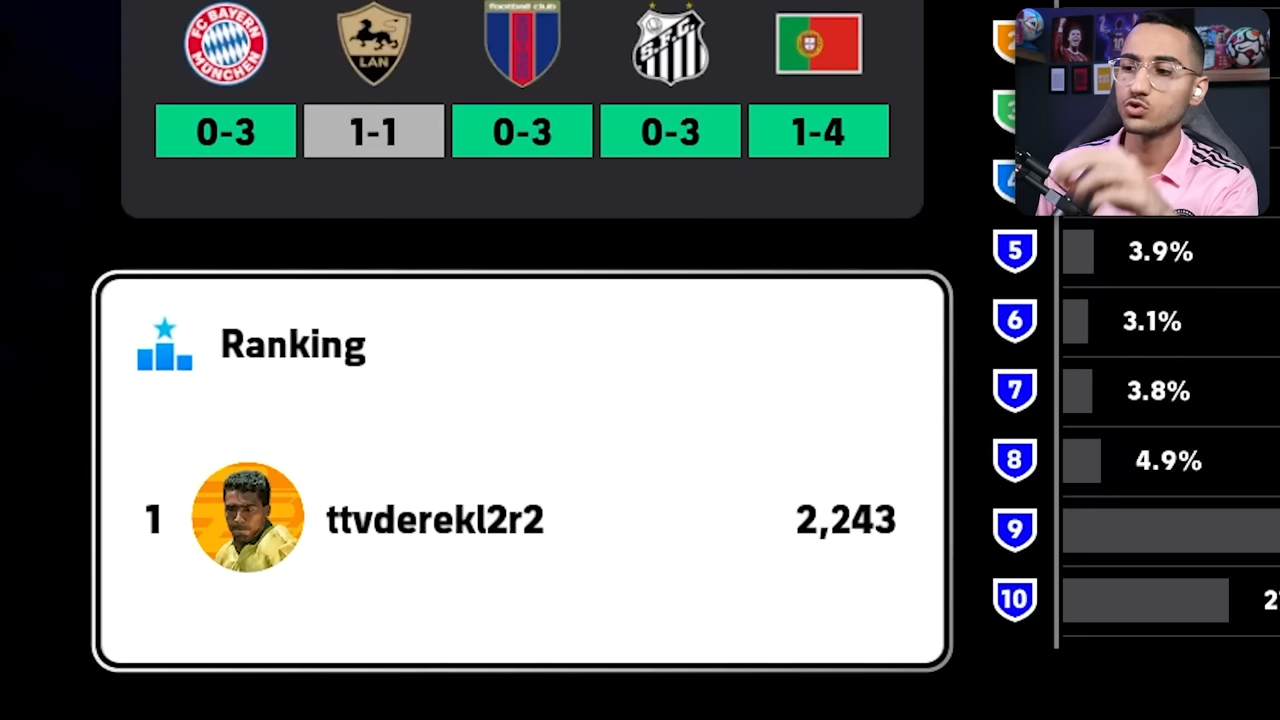 FC BAYERN
MÜNCHEN
LAN
football club
S.F.C.
0-3
1-1
0-3
0-3
1-4
5 3.9%
6 3.1%
7 3.8%
8 4.9%
9
10
Ranking
1 ttvderekl2r2 2,243